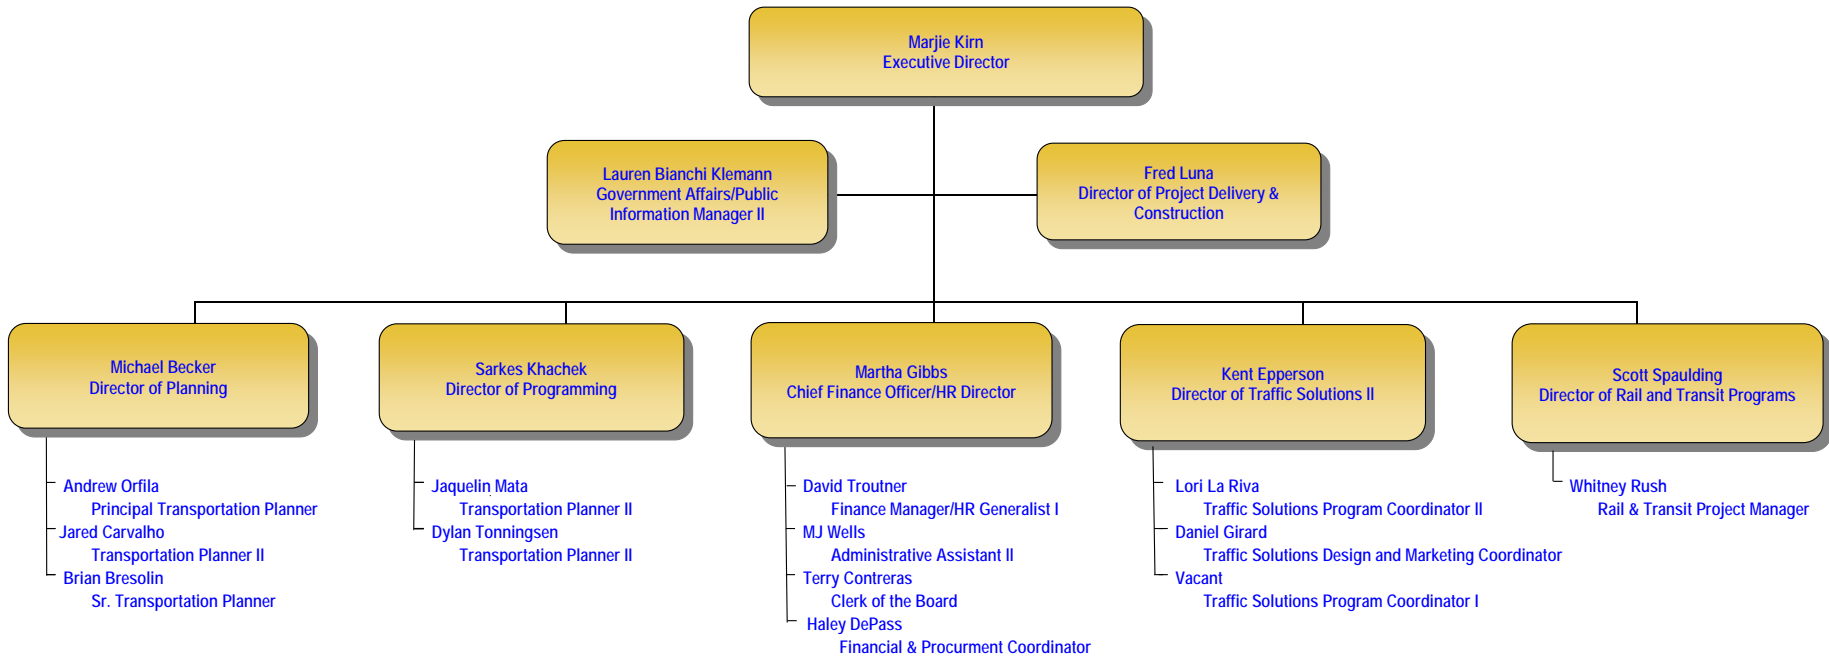 Marjie Kirn
Executive Director
Lauren Bianchi Klemann
Government Affairs/Public
Information Manager II
Fred Luna
Director of Project Delivery &
Construction
Michael Becker
Director of Planning
Andrew Orfila
Principal Transportation Planner
Jared Carvalho
Transportation Planner II
Brian Bresolin
Sr. Transportation Planner
Sarkes Khachek
Director of Programming
Jaquelin Mata
Transportation Planner II
Dylan Tonningsen
Transportation Planner II
Martha Gibbs
Chief Finance Officer/HR Director
David Troutner
Finance Manager/HR Generalist I
MJ Wells
Administrative Assistant II
Terry Contreras
Clerk of the Board
Haley DePass
Financial & Procurment Coordinator
Kent Epperson
Director of Traffic Solutions II
Lori La Riva
Traffic Solutions Program Coordinator II
Daniel Girard
Traffic Solutions Design and Marketing Coordinator
Vacant
Traffic Solutions Program Coordinator I
Scott Spaulding
Director of Rail and Transit Programs
Whitney Rush
Rail & Transit Project Manager